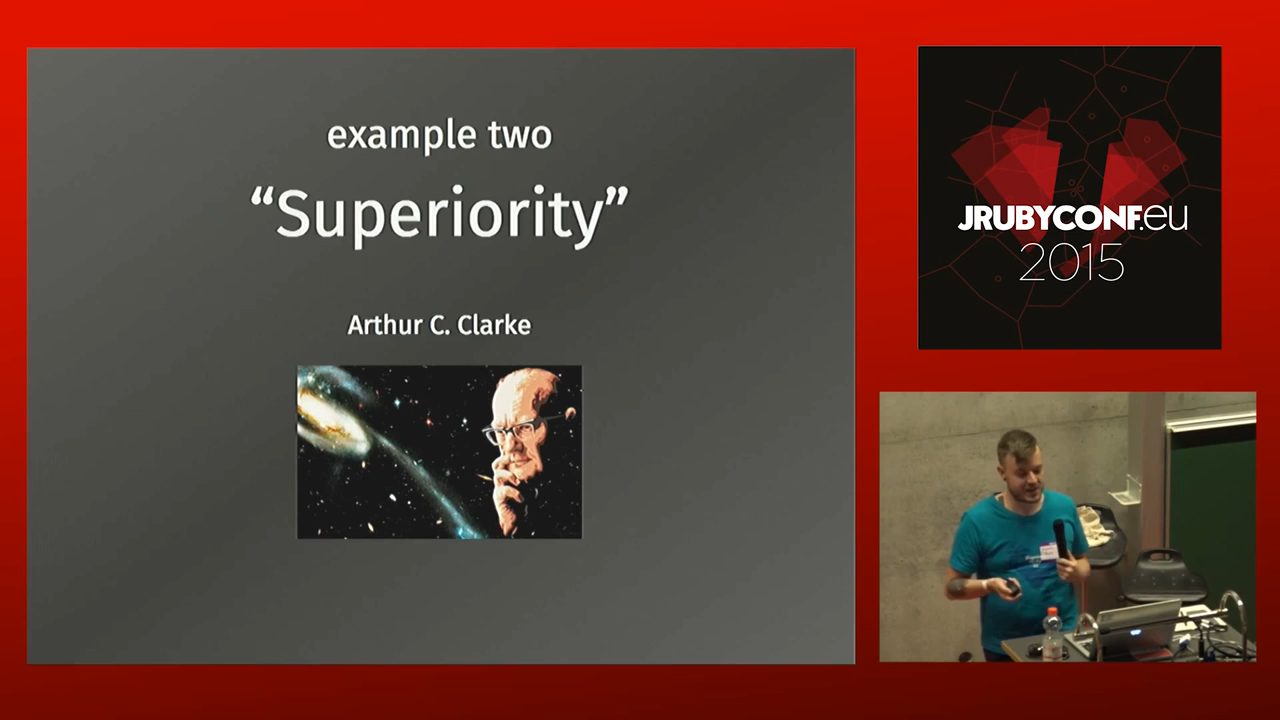 example two
“Superiority”
Arthur C. Clarke
JRUBYCONF.eu
2015